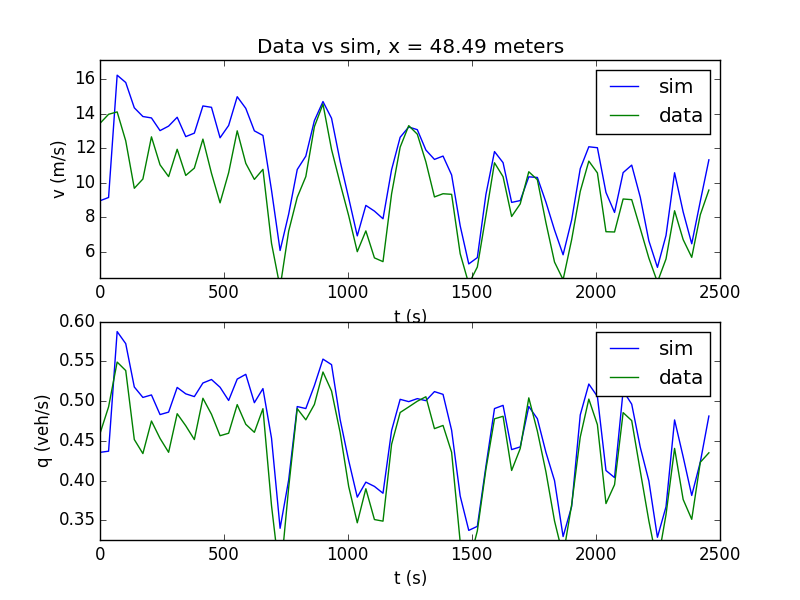 Data vs sim, x = 48.49 meters
16
14
12
10
8
6
v (m/s)
sim
data
0 500 1000 1500 2000 2500
t (s)
0.60
0.55
0.50
0.45
0.40
0.35
q (veh/s)
sim
data
0 500 1000 1500 2000 2500
t (s)